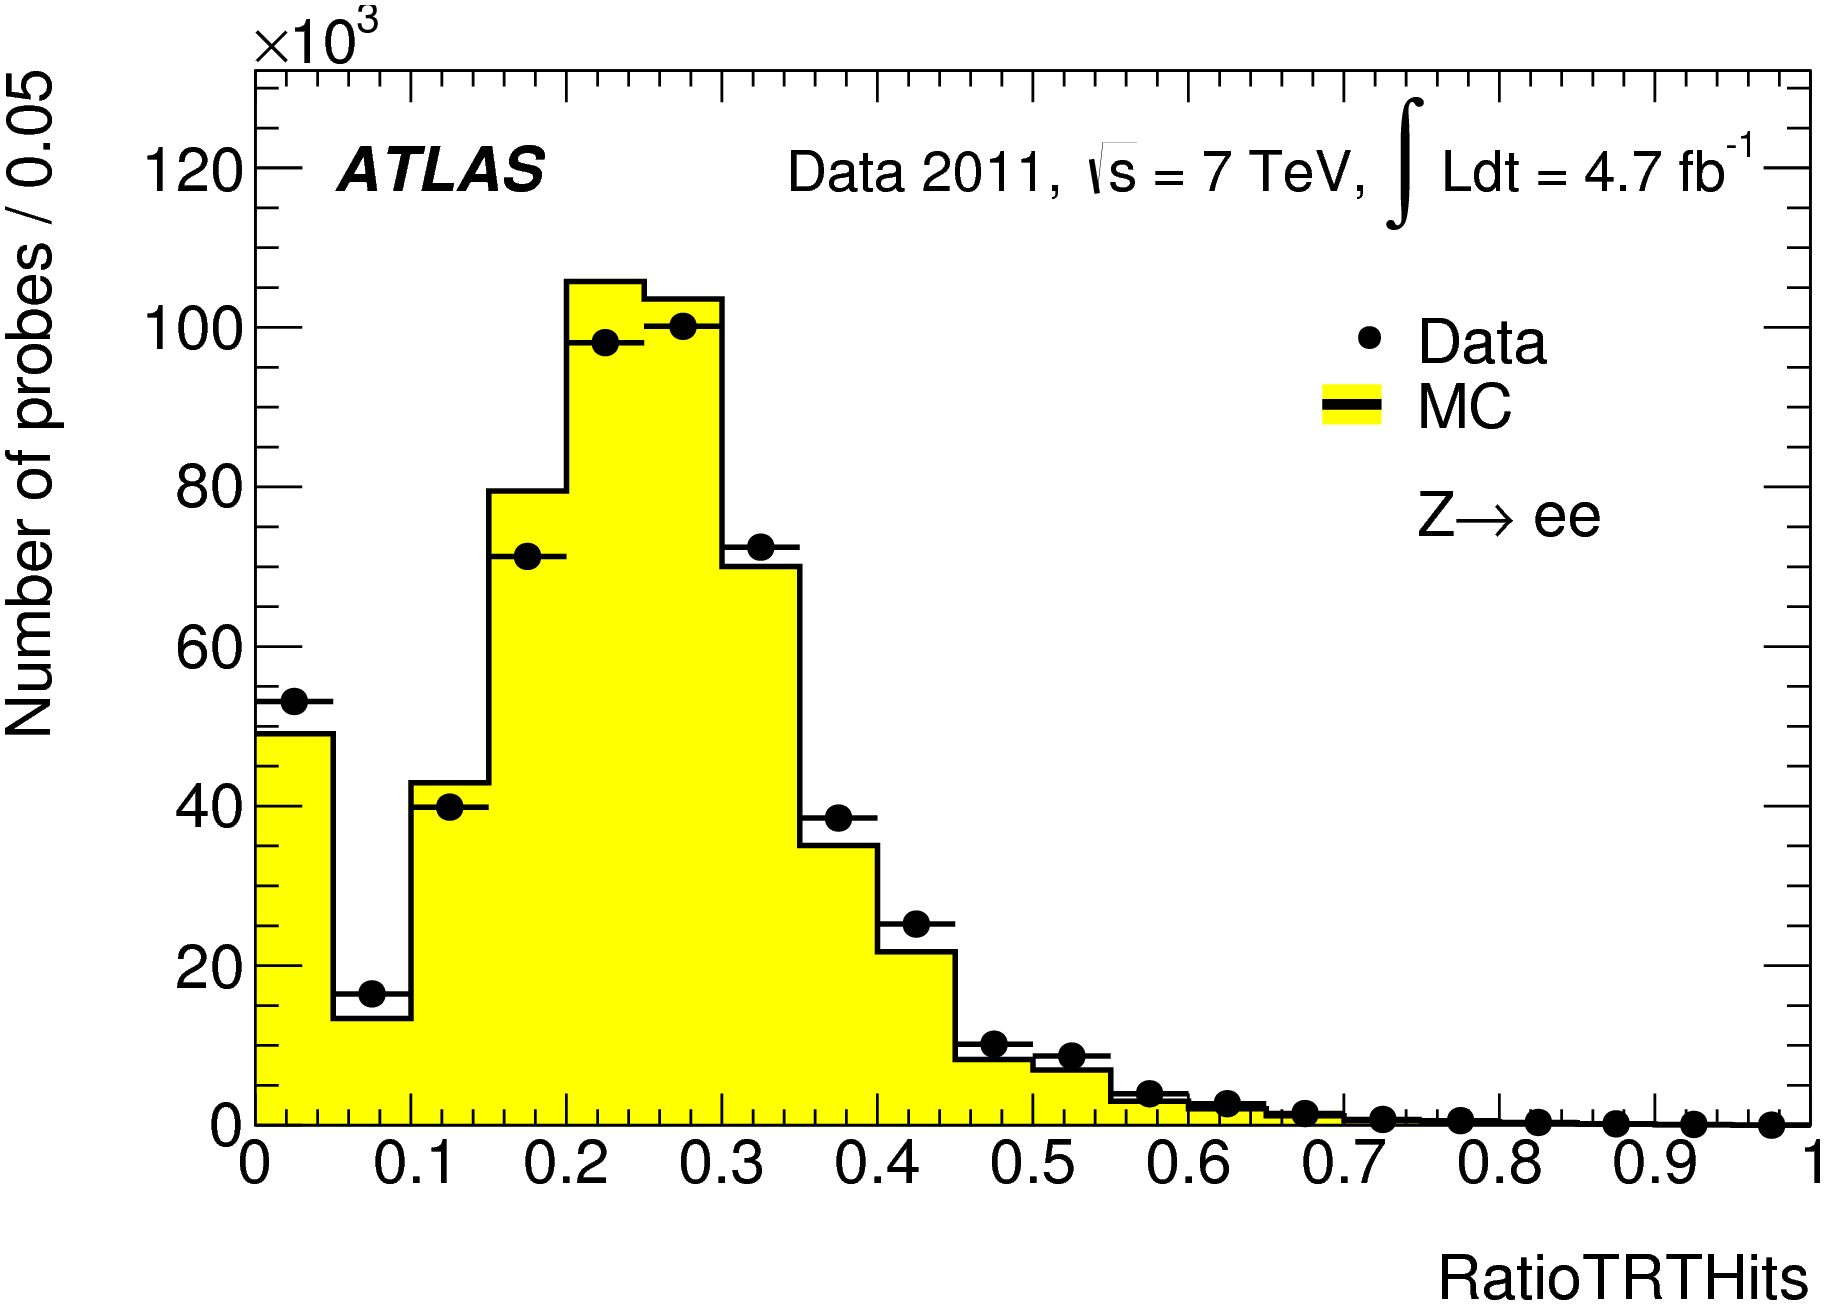 ×10³
Number of probes / 0.05
120
100
80
60
40
20
0
ATLAS
Data 2011, √s = 7 TeV, ∫ Ldt = 4.7 fb⁻¹
Data
MC
Z→ ee
0 0.1 0.2 0.3 0.4 0.5 0.6 0.7 0.8 0.9 1
RatioTRTHits